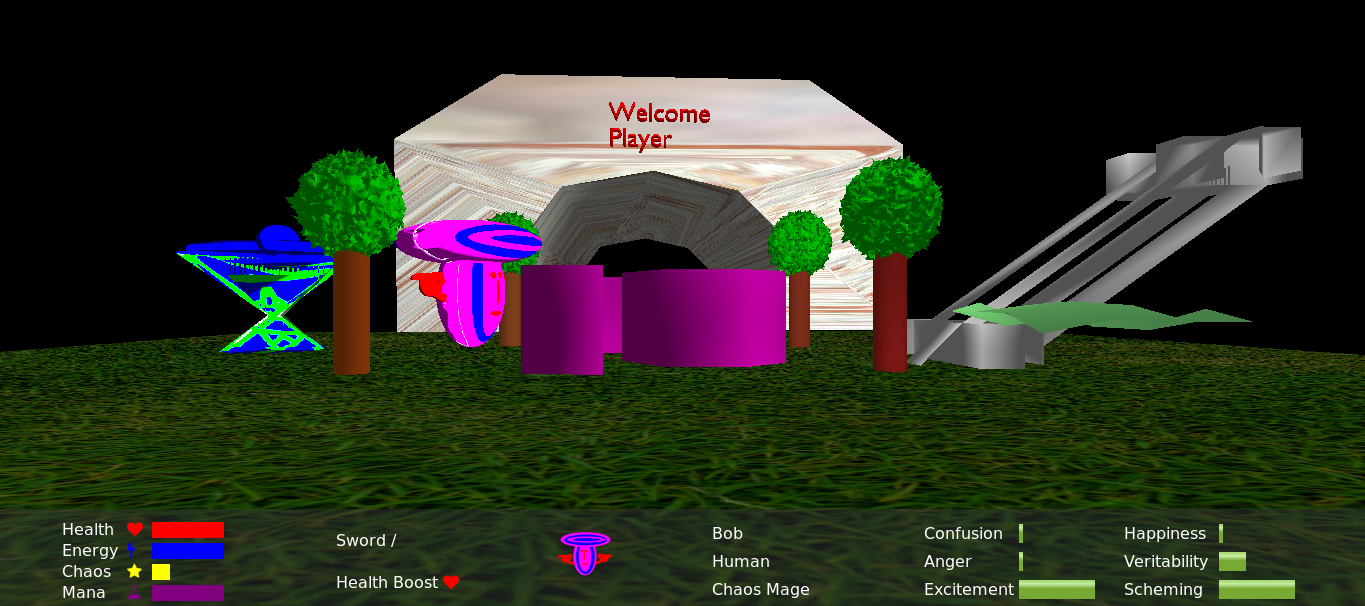 Welcome
Player
Health
Energy
Chaos
Mana
Sword /
Health Boost
Bob
Human
Chaos Mage
Confusion
Anger
Excitement
Happiness
Veritability
Scheming